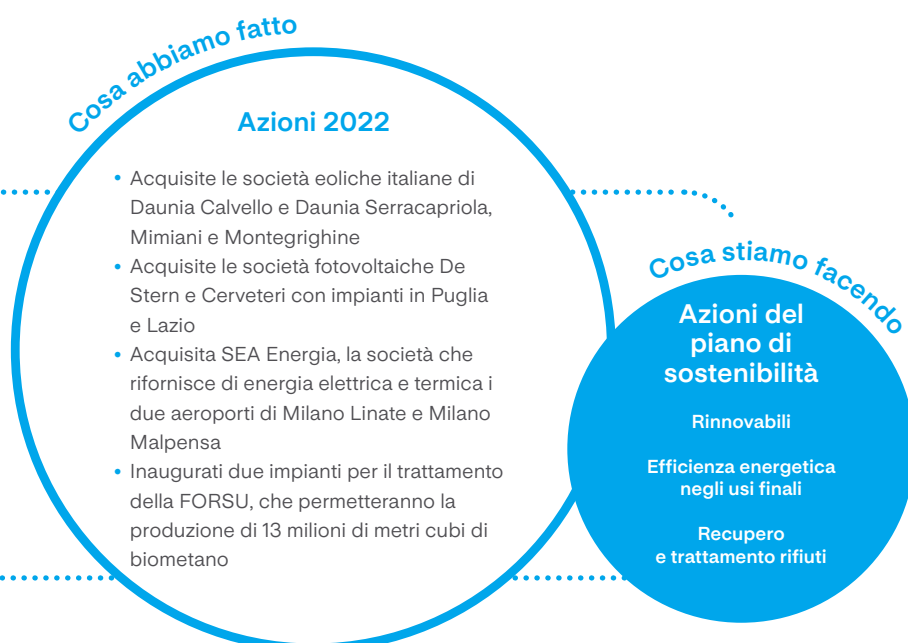 Cosa abbiamo fatto
Azioni 2022
• Acquisite le società eoliche italiane di
Daunia Calvello e Daunia Serracapriola,
Mimiani e Montegrighine
• Acquisite le società fotovoltaiche De
Stern e Cerveteri con impianti in Puglia
e Lazio
• Acquisita SEA Energia, la società che
rifornisce di energia elettrica e termica i
due aeroporti di Milano Linate e Milano
Malpensa
• Inaugurati due impianti per il trattamento
della FORSU, che permetteranno la
produzione di 13 milioni di metri cubi di
biometano
Cosa stiamo facendo
Azioni del
piano di
sostenibilità
Rinnovabili
Efficienza energetica
negli usi finali
Recupero
e trattamento rifiuti